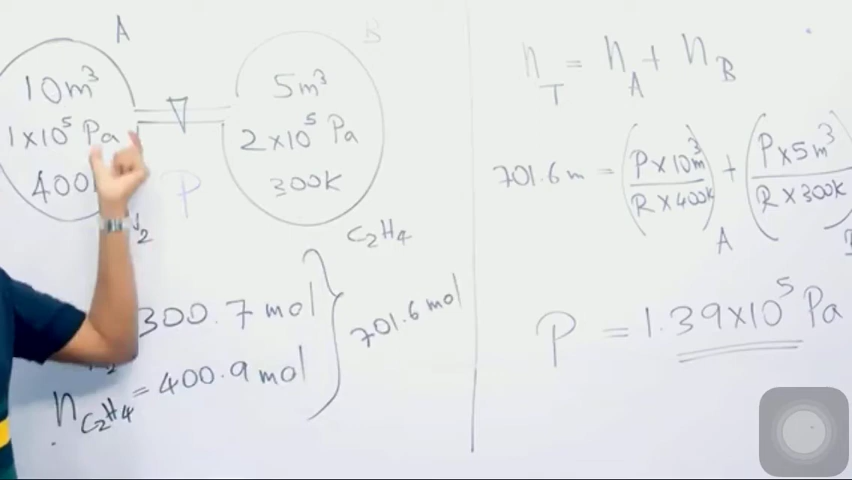 A
10m³
1x10⁵ Pa
400
B
5m³
2x10⁵ Pa
300K
P
C₂H₄
300.7 mol
n_C₂H₄ = 400.9 mol
701.6 mol
n_T = n_A + n_B
701.6 m = (P x 10m³ / R x 400K)_A + (P x 5m³ / R x 300K)
P = 1.39x10⁵ Pa